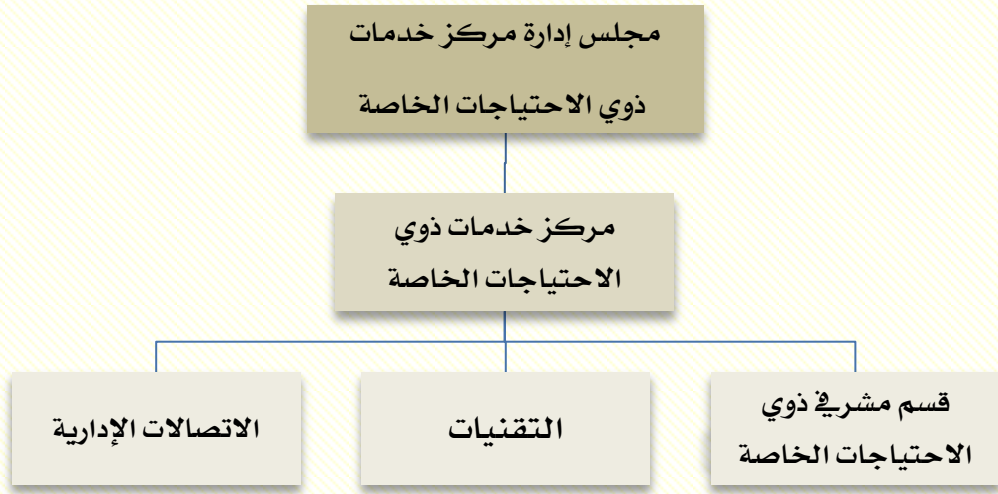 مجلس إدارة مركز خدمات
ذوي الاحتياجات الخاصة
مركز خدمات ذوي
الاحتياجات الخاصة
قسم مشرفي ذوي
الاحتياجات الخاصة
التقنيات
الاتصالات الإدارية